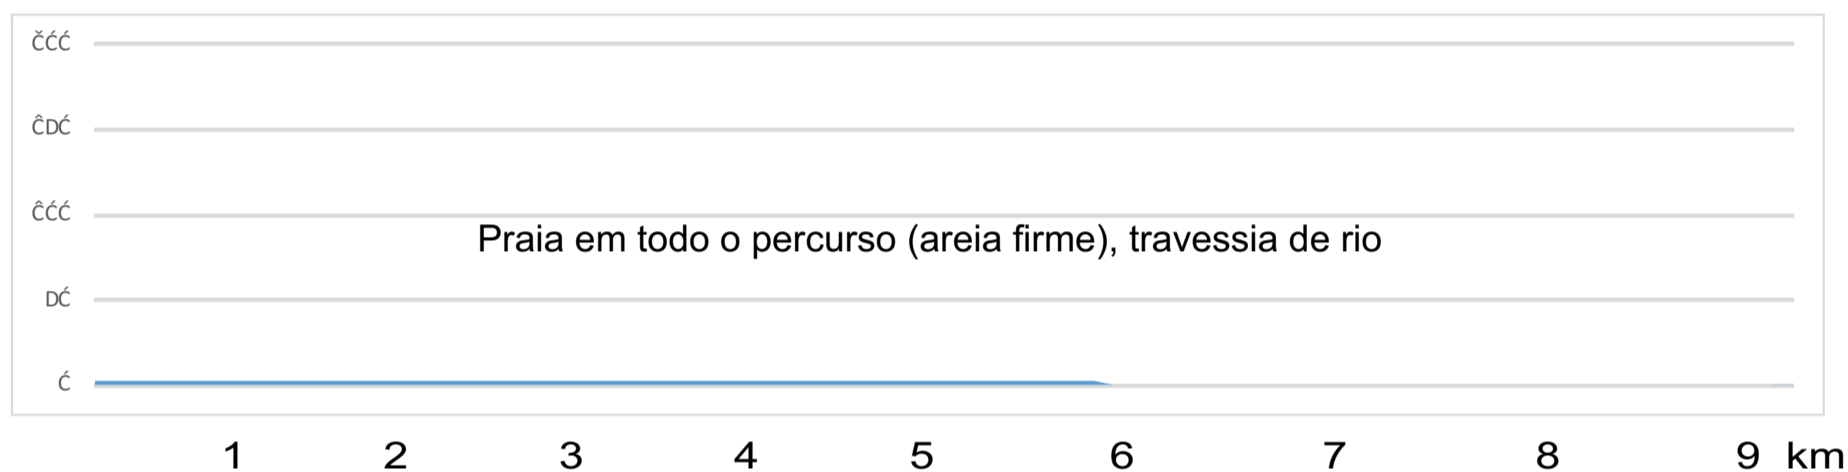 ČĆĆ
ĈDĆ
ĈĆĆ
Praia em todo o percurso (areia firme), travessia de rio
DĆ
Ć
1 2 3 4 5 6 7 8 9 km